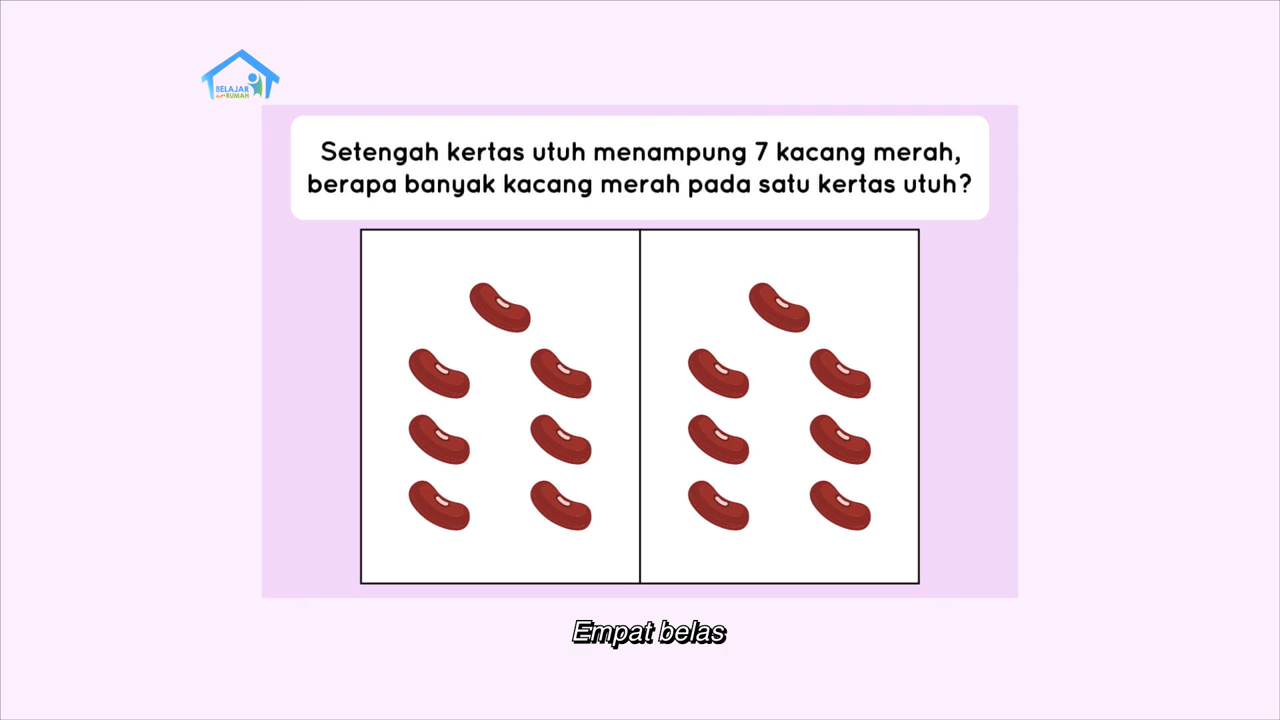 BELAJAR
dari RUMAH
Setengah kertas utuh menampung 7 kacang merah,
berapa banyak kacang merah pada satu kertas utuh?
Empat belas